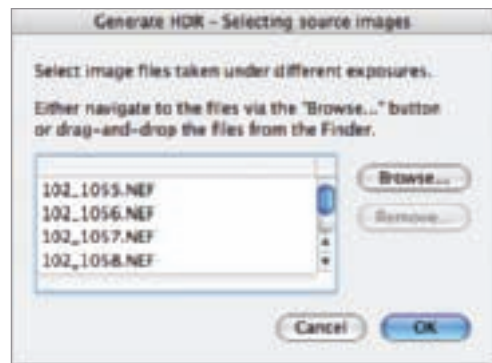 Generate HDR - Selecting source images
Select image files taken under different exposures.
Either navigate to the files via the "Browse..." button
or drag-and-drop the files from the Finder.
102_1055.NEF
102_1056.NEF
102_1057.NEF
102_1058.NEF
Browse...
Remove...
Cancel
OK